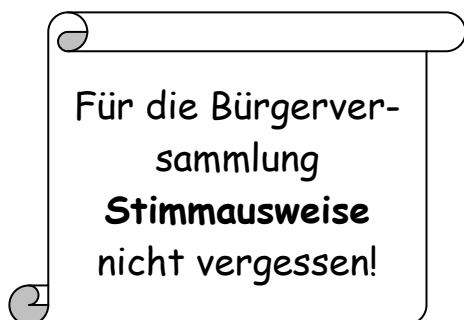 Für die Bürgerver-
sammlung
Stimmausweise
nicht vergessen!